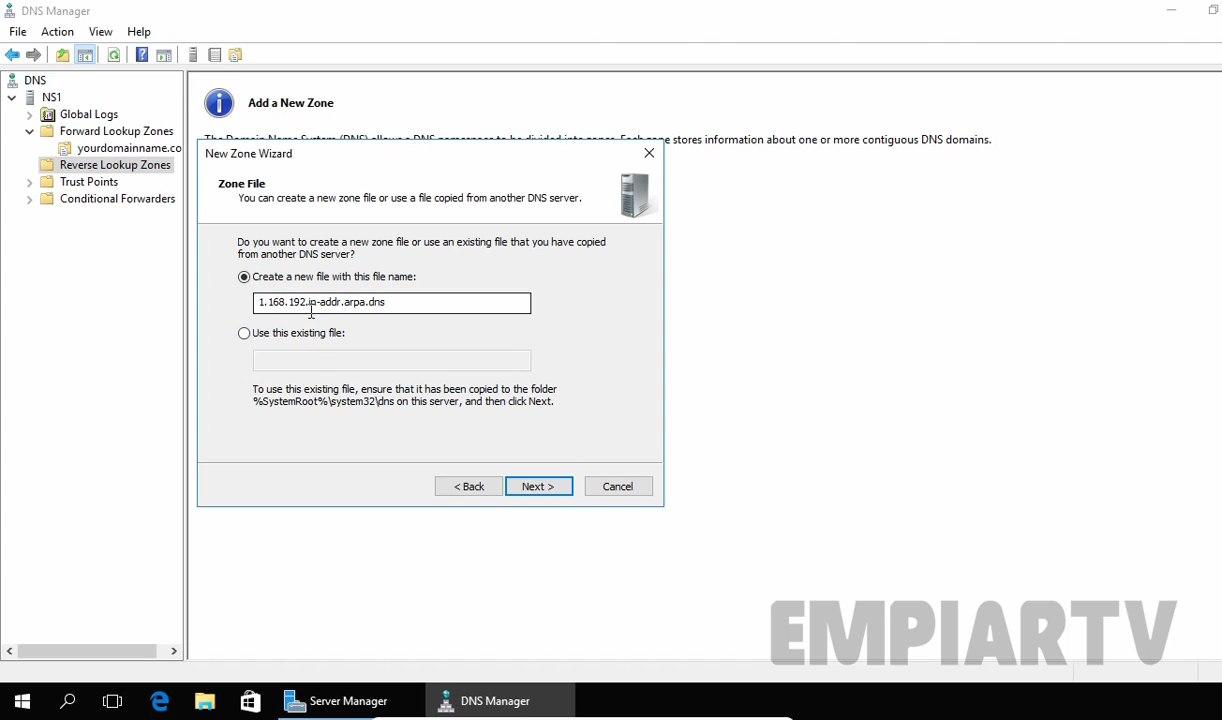 DNS Manager
File Action View Help
DNS
NS1
Global Logs
Forward Lookup Zones
yourdomainname.co
Reverse Lookup Zones
Trust Points
Conditional Forwarders
Add a New Zone
The Domain Name System (DNS) allows a DNS namespace to be divided into zones. Each zone stores information about one or more contiguous DNS domains.
New Zone Wizard
Zone File
You can create a new zone file or use a file copied from another DNS server.
Do you want to create a new zone file or use an existing file that you have copied
from another DNS server?
Create a new file with this file name:
1.168.192.in-addr.arpa.dns
Use this existing file:
To use this existing file, ensure that it has been copied to the folder
%SystemRoot%\system32\dns on this server, and then click Next.
< Back Next > Cancel
EMPIARTV
Server Manager DNS Manager